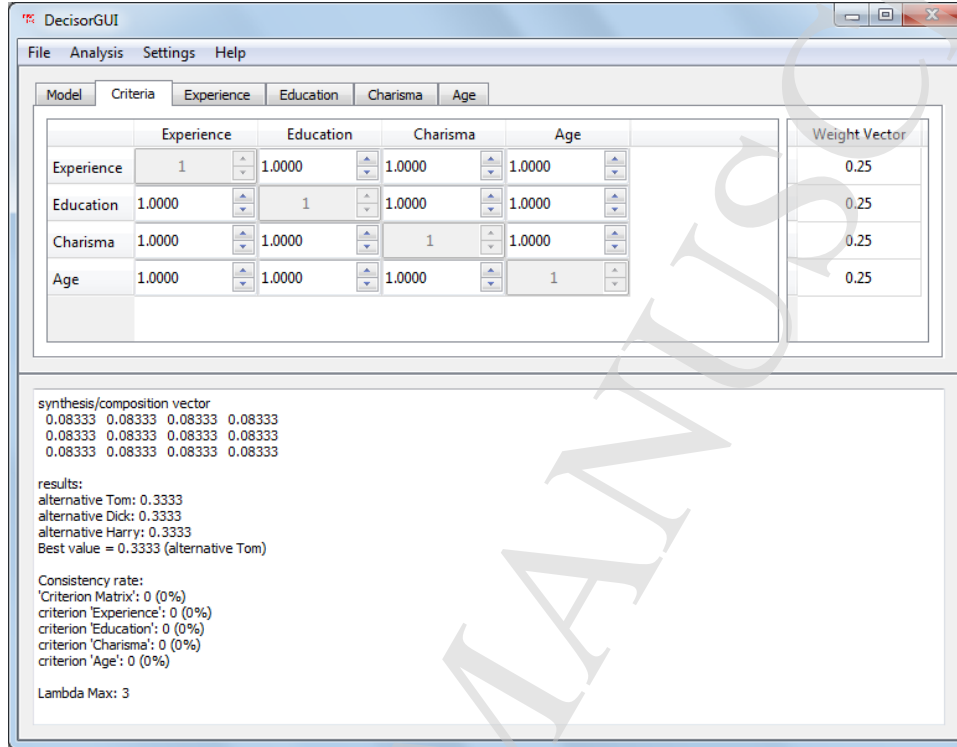 DecisorGUI
File Analysis Settings Help
Model Criteria Experience Education Charisma Age
Experience Education Charisma Age Weight Vector
Experience 1 1.0000 1.0000 1.0000 0.25
Education 1.0000 1 1.0000 1.0000 0.25
Charisma 1.0000 1.0000 1 1.0000 0.25
Age 1.0000 1.0000 1.0000 1 0.25
synthesis/composition vector
0.08333 0.08333 0.08333 0.08333
0.08333 0.08333 0.08333 0.08333
0.08333 0.08333 0.08333 0.08333
results:
alternative Tom: 0.3333
alternative Dick: 0.3333
alternative Harry: 0.3333
Best value = 0.3333 (alternative Tom)
Consistency rate:
'Criterion Matrix': 0 (0%)
criterion 'Experience': 0 (0%)
criterion 'Education': 0 (0%)
criterion 'Charisma': 0 (0%)
criterion 'Age': 0 (0%)
Lambda Max: 3
MANUSC